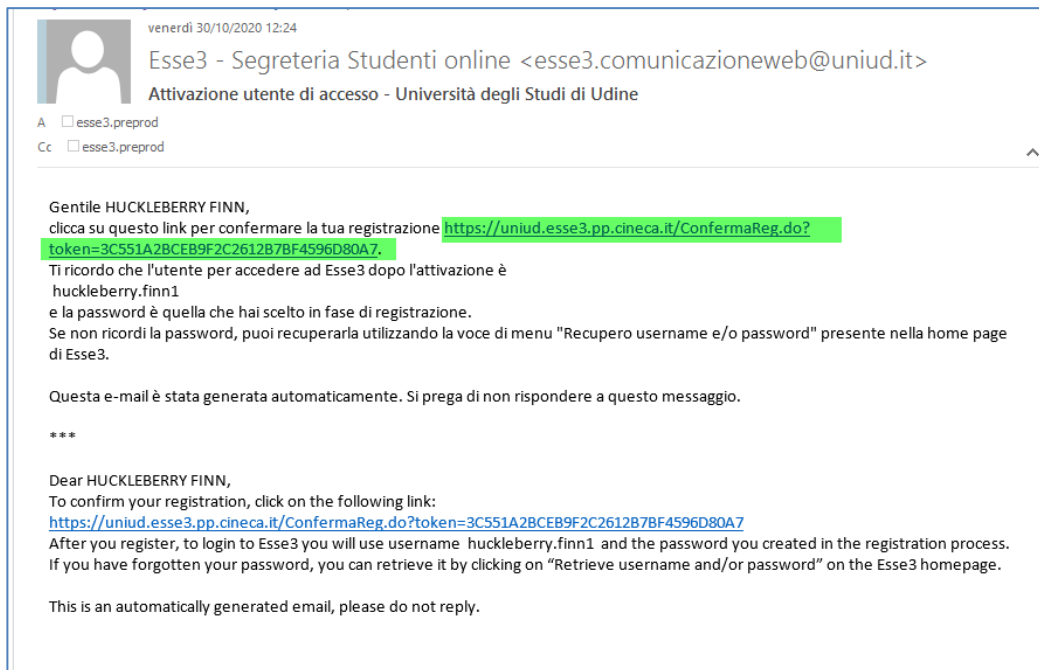 venerdì 30/10/2020 12:24
Esse3 - Segreteria Studenti online <esse3.comunicazioneweb@uniud.it>
Attivazione utente di accesso - Università degli Studi di Udine
A esse3.preprod
Cc esse3.preprod
Gentile HUCKLEBERRY FINN,
clicca su questo link per confermare la tua registrazione https://uniud.esse3.pp.cineca.it/ConfermaReg.do?
token=3C551A2BCEB9F2C2612B7BF4596D80A7.
Ti ricordo che l'utente per accedere ad Esse3 dopo l'attivazione è
huckleberry.finn1
e la password è quella che hai scelto in fase di registrazione.
Se non ricordi la password, puoi recuperarla utilizzando la voce di menu "Recupero username e/o password" presente nella home page
di Esse3.
Questa e-mail è stata generata automaticamente. Si prega di non rispondere a questo messaggio.
***
Dear HUCKLEBERRY FINN,
To confirm your registration, click on the following link:
https://uniud.esse3.pp.cineca.it/ConfermaReg.do?token=3C551A2BCEB9F2C2612B7BF4596D80A7
After you register, to login to Esse3 you will use username  huckleberry.finn1 and the password you created in the registration process.
If you have forgotten your password, you can retrieve it by clicking on “Retrieve username and/or password” on the Esse3 homepage.
This is an automatically generated email, please do not reply.